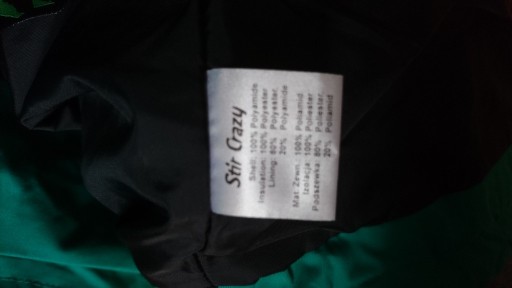 Stir Crazy
Shell: 100% Polyamide
Insulation: 100% Polyester
Lining: 80% Polyester,
20% Polyamide
Mat. Zewn.: 100% Poliamid
Izolacja: 100% Poliester
Podszewka: 80% Poliester,
20% Poliamid